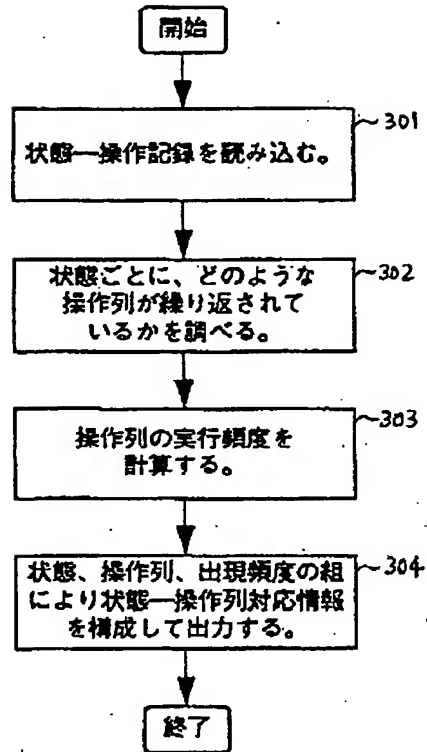 開始
301
状態―操作記録を読み込む。
302
状態ごとに、どのような
操作列が繰り返されて
いるかを調べる。
303
操作列の実行頻度を
計算する。
304
状態、操作列、出現頻度の組
により状態―操作列対応情報
を構成して出力する。
終了